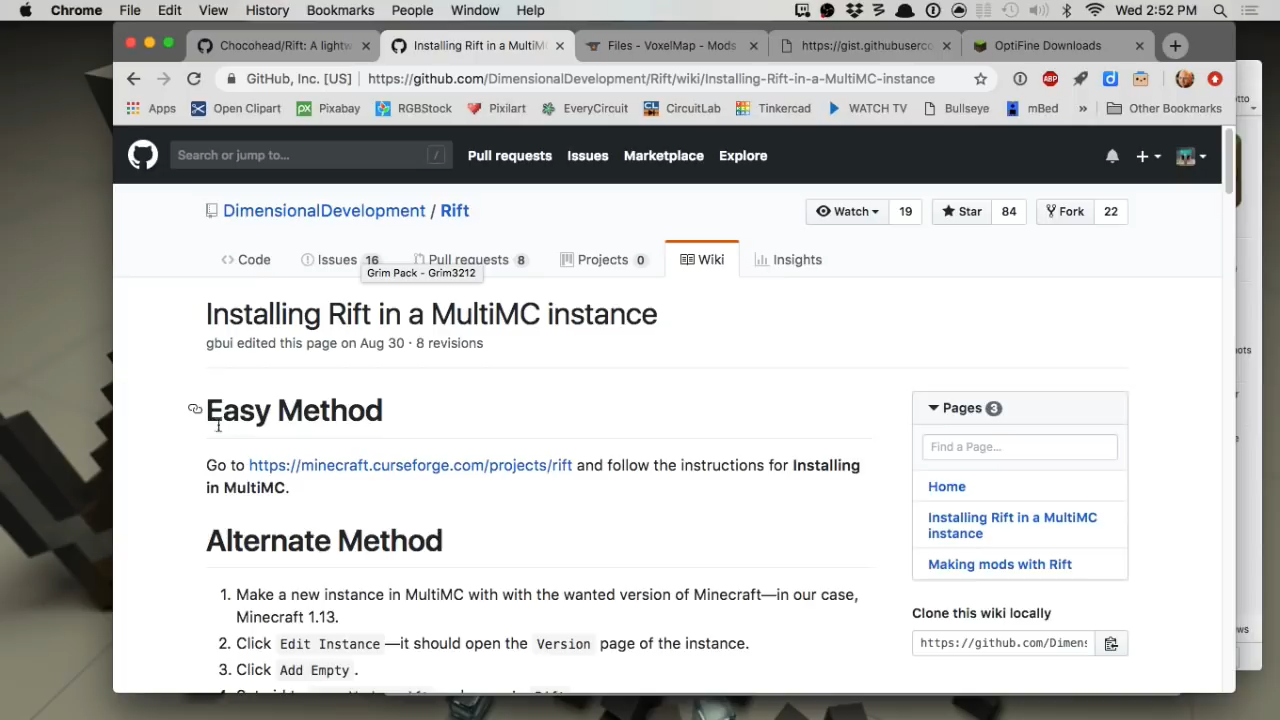 Chrome File Edit View History Bookmarks People Window Help Wed 2:52 PM
Chocohead/Rift: A lightw Installing Rift in a MultiM Files - VoxelMap - Mods https://gist.githubuserco OptiFine Downloads
GitHub, Inc. [US] https://github.com/DimensionalDevelopment/Rift/wiki/Installing-Rift-in-a-MultiMC-instance
Apps Open Clipart Pixabay RGBStock Pixlart EveryCircuit CircuitLab Tinkercad WATCH TV Bullseye mBed » Other Bookmarks
Search or jump to... / Pull requests Issues Marketplace Explore
DimensionalDevelopment / Rift Watch 19 Star 84 Fork 22
Code Issues 16 Pull requests 8 Projects 0 Wiki Insights
Grim Pack - Grim3212
Installing Rift in a MultiMC instance
gbui edited this page on Aug 30 · 8 revisions
Easy Method
Go to https://minecraft.curseforge.com/projects/rift and follow the instructions for Installing
in MultiMC.
Alternate Method
1. Make a new instance in MultiMC with with the wanted version of Minecraft—in our case,
Minecraft 1.13.
2. Click Edit Instance —it should open the Version page of the instance.
3. Click Add Empty .
Pages 3
Find a Page...
Home
Installing Rift in a MultiMC
instance
Making mods with Rift
Clone this wiki locally
https://github.com/Dimens